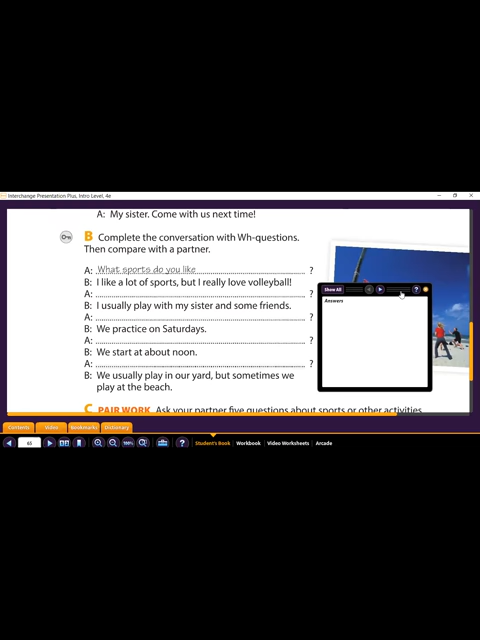 Interchange Presentation Plus. Intro Level, 4e
A: My sister. Come with us next time!
B Complete the conversation with Wh-questions.
Then compare with a partner.
A: What sports do you like ?
B: I like a lot of sports, but I really love volleyball!
A: ?
B: I usually play with my sister and some friends.
A: ?
B: We practice on Saturdays.
A: ?
B: We start at about noon.
A: ?
B: We usually play in our yard, but sometimes we
play at the beach.
Show All ?
Answers
C PAIR WORK Ask your partner five questions about sports or other activities
Contents Video Bookmarks Dictionary
65 100% ? Student's Book Workbook Video Worksheets Arcade